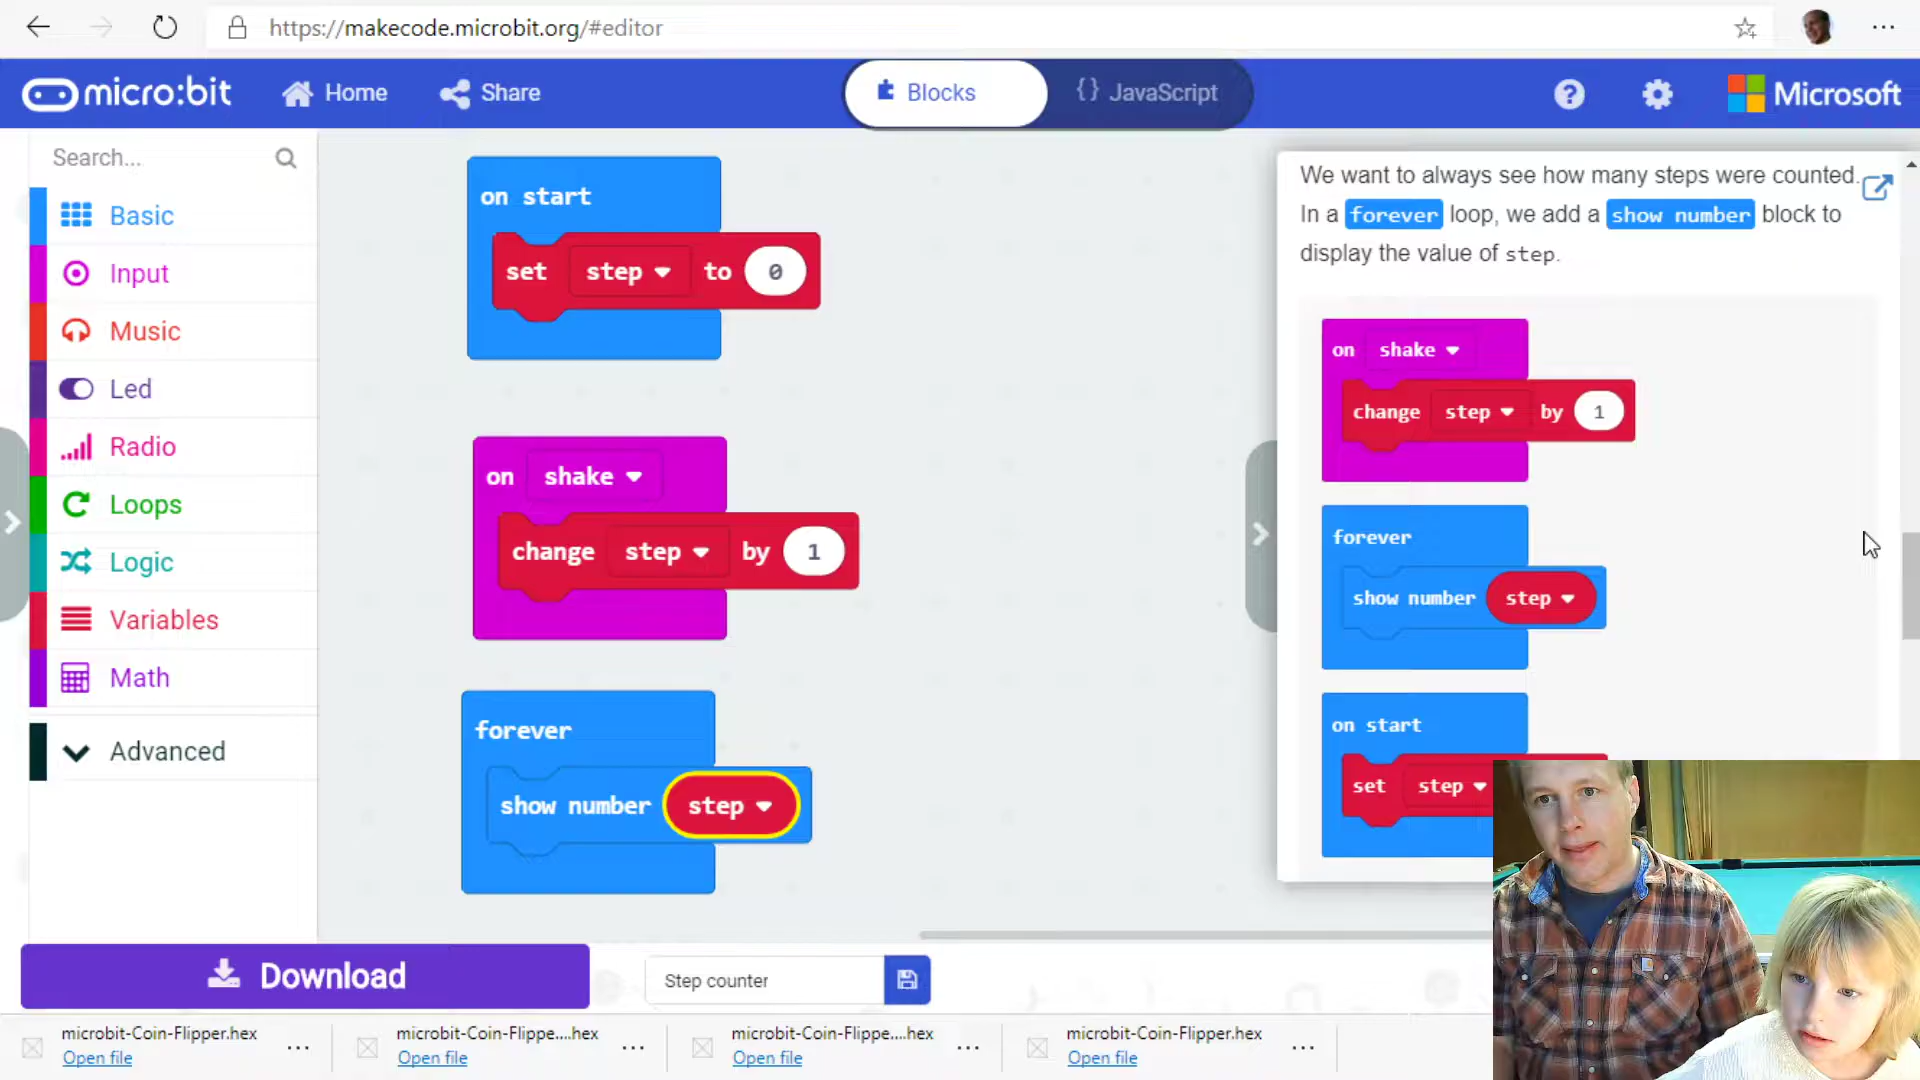 https://makecode.microbit.org/#editor
micro:bit
Home
Share
Blocks
{} JavaScript
?
Microsoft
Search...
Basic
Input
Music
Led
Radio
Loops
Logic
Variables
Math
Advanced
on start
set step to 0
on shake
change step by 1
forever
show number step
We want to always see how many steps were counted.
In a forever loop, we add a show number block to
display the value of step.
on shake
change step by 1
forever
show number step
on start
set step
Download
Step counter
microbit-Coin-Flipper.hex
Open file
microbit-Coin-Flippe....hex
Open file
microbit-Coin-Flippe....hex
Open file
microbit-Coin-Flipper.hex
Open file